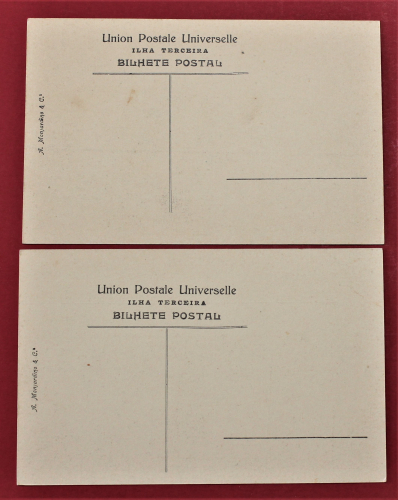 Union Postale Universelle
ILHA TERCEIRA
BILHETE POSTAL
Union Postale Universelle
ILHA TERCEIRA
BILHETE POSTAL